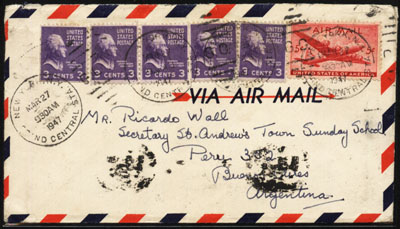 UNITED STATES POSTAGE
3 CENTS 3
UNITED STATES POSTAGE
3 CENTS 3
UNITED STATES POSTAGE
3 CENTS 3
UNITED STATES POSTAGE
3 CENTS 3
UNITED STATES POSTAGE
3 CENTS 3
AIR MAIL
UNITED STATES OF AMERICA
NEW
MAR 27
930AM
1947
GRAND CENTRAL STA
VIA AIR MAIL
Mr. Ricardo Wall
Secretary St. Andrew's Town Sunday School
Peru 352
Buenos Aires
Argentina.